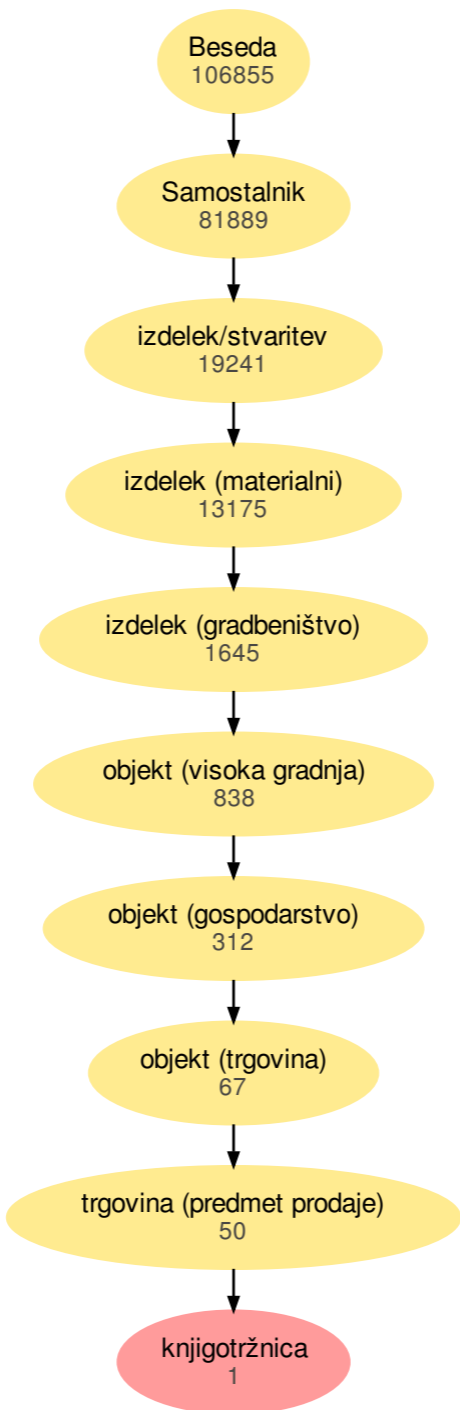 Beseda
106855
Samostalnik
81889
izdelek/stvaritev
19241
izdelek (materialni)
13175
izdelek (gradbeništvo)
1645
objekt (visoka gradnja)
838
objekt (gospodarstvo)
312
objekt (trgovina)
67
trgovina (predmet prodaje)
50
knjigotržnica
1